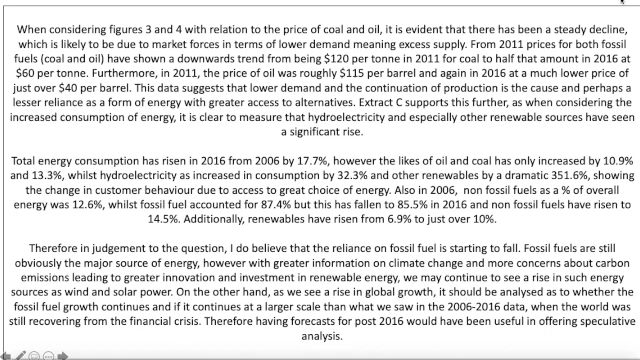 When considering figures 3 and 4 with relation to the price of coal and oil, it is evident that there has been a steady decline,
which is likely to be due to market forces in terms of lower demand meaning excess supply. From 2011 prices for both fossil
fuels (coal and oil) have shown a downwards trend from being $120 per tonne in 2011 for coal to half that amount in 2016 at
$60 per tonne. Furthermore, in 2011, the price of oil was roughly $115 per barrel and again in 2016 at a much lower price of
just over $40 per barrel. This data suggests that lower demand and the continuation of production is the cause and perhaps a
lesser reliance as a form of energy with greater access to alternatives. Extract C supports this further, as when considering the
increased consumption of energy, it is clear to measure that hydroelectricity and especially other renewable sources have seen
a significant rise.
Total energy consumption has risen in 2016 from 2006 by 17.7%, however the likes of oil and coal has only increased by 10.9%
and 13.3%, whilst hydroelectricity as increased in consumption by 32.3% and other renewables by a dramatic 351.6%, showing
the change in customer behaviour due to access to great choice of energy. Also in 2006, non fossil fuels as a % of overall
energy was 12.6%, whilst fossil fuel accounted for 87.4% but this has fallen to 85.5% in 2016 and non fossil fuels have risen to
14.5%. Additionally, renewables have risen from 6.9% to just over 10%.
Therefore in judgement to the question, I do believe that the reliance on fossil fuel is starting to fall. Fossil fuels are still
obviously the major source of energy, however with greater information on climate change and more concerns about carbon
emissions leading to greater innovation and investment in renewable energy, we may continue to see a rise in such energy
sources as wind and solar power. On the other hand, as we see a rise in global growth, it should be analysed as to whether the
fossil fuel growth continues and if it continues at a larger scale than what we saw in the 2006-2016 data, when the world was
still recovering from the financial crisis. Therefore having forecasts for post 2016 would have been useful in offering speculative
analysis.